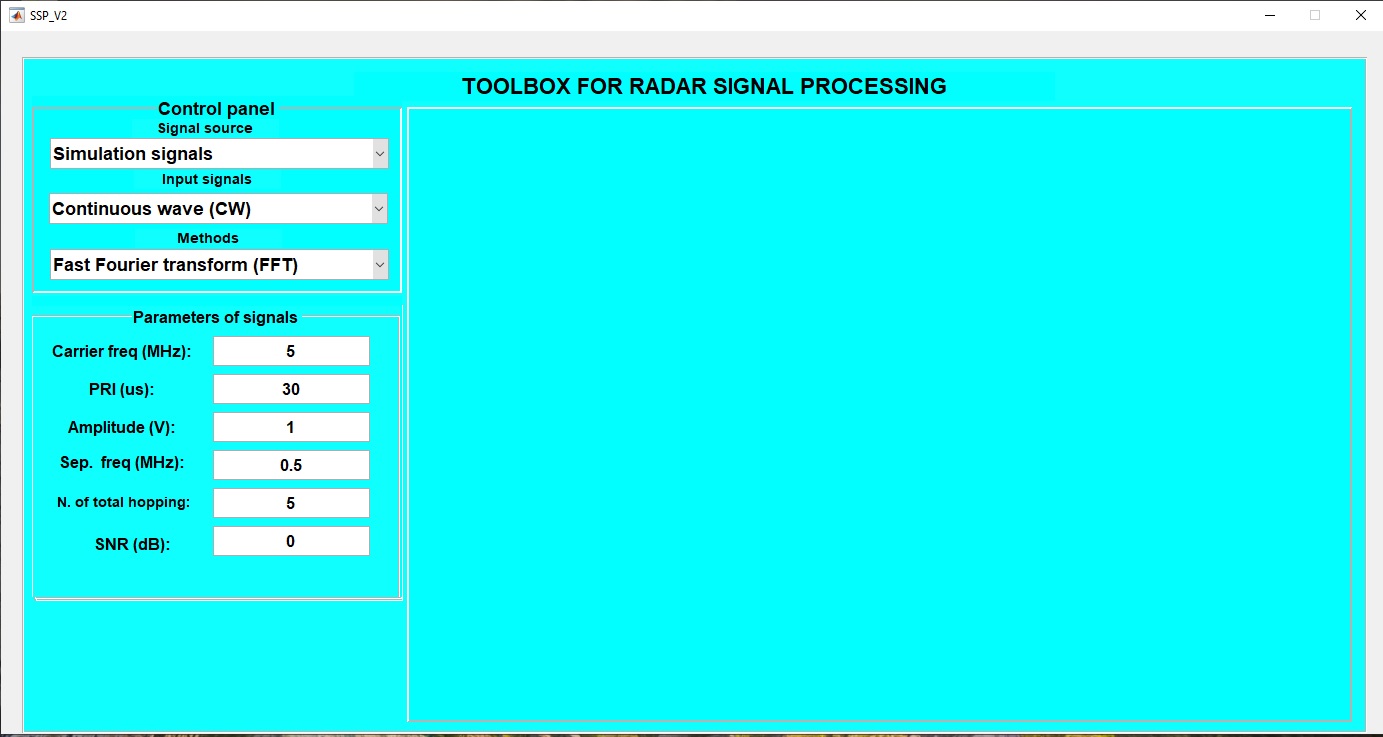 SSP_V2
TOOLBOX FOR RADAR SIGNAL PROCESSING
Control panel
Signal source
Simulation signals
Input signals
Continuous wave (CW)
Methods
Fast Fourier transform (FFT)
Parameters of signals
Carrier freq (MHz): 5
PRI (us): 30
Amplitude (V): 1
Sep. freq (MHz): 0.5
N. of total hopping: 5
SNR (dB): 0